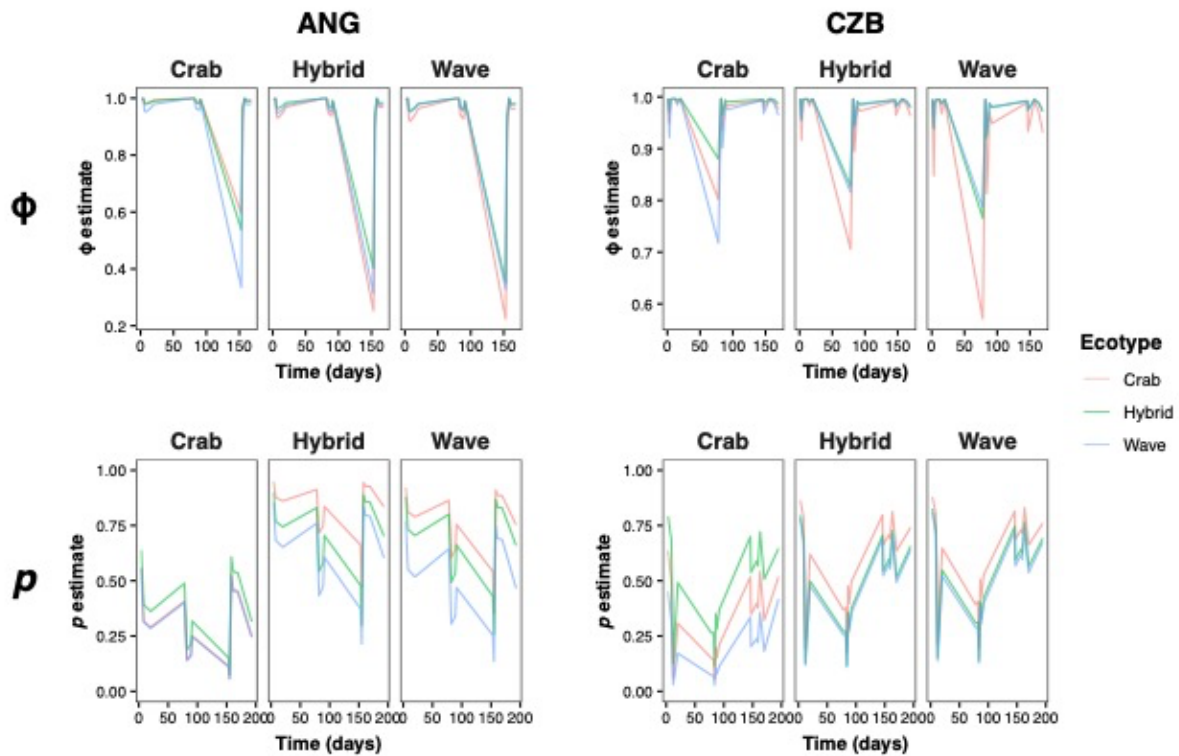 ANG CZB
Crab Hybrid Wave Crab Hybrid Wave
1.0 1.0
0.9
0.8 0.8
ϕ ϕ estimate ϕ estimate
0.6 0.7
0.4 0.6
0.2
0 50 100 150 0 50 100 150 0 50 100 150 0 50 100 150 0 50 100 150 0 50 100 150
Time (days) Time (days)
Ecotype
Crab
Hybrid
Wave
Crab Hybrid Wave Crab Hybrid Wave
1.00 1.00
0.75 0.75
p p estimate p estimate
0.50 0.50
0.25 0.25
0.00 0.00
0 50 100 150 200 0 50 100 150 200 0 50 100 150 200 0 50 100 150 200 0 50 100 150 200 0 50 100 150 200
Time (days) Time (days)